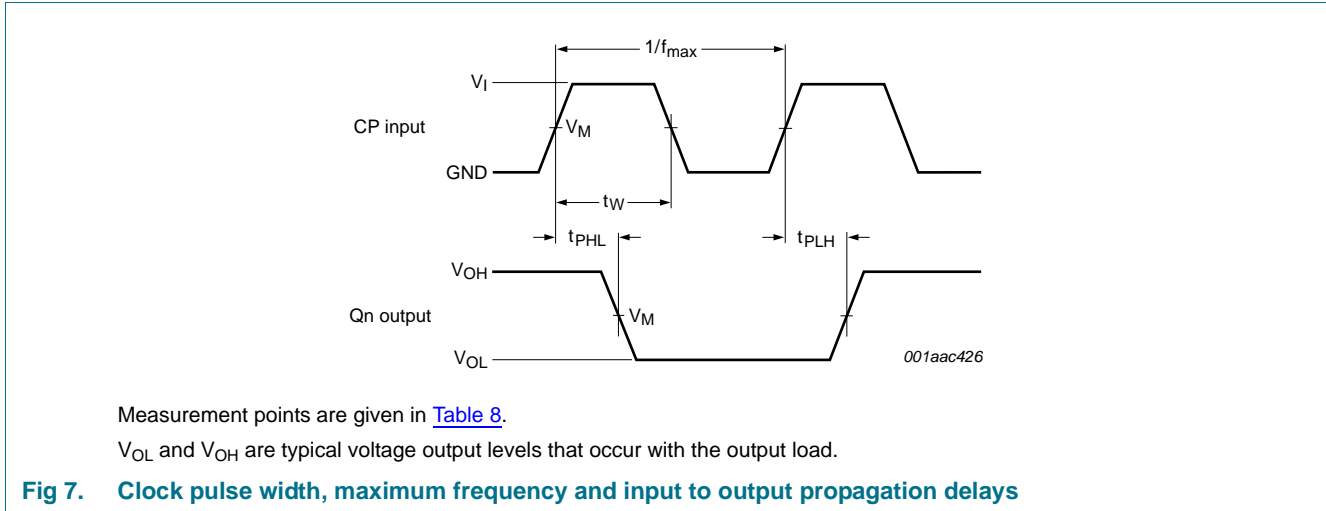 1/fmax
VI
CP input
VM
GND
tW
tPHL
tPLH
VOH
Qn output
VM
VOL
001aac426
Measurement points are given in Table 8.
VOL and VOH are typical voltage output levels that occur with the output load.
Fig 7. Clock pulse width, maximum frequency and input to output propagation delays